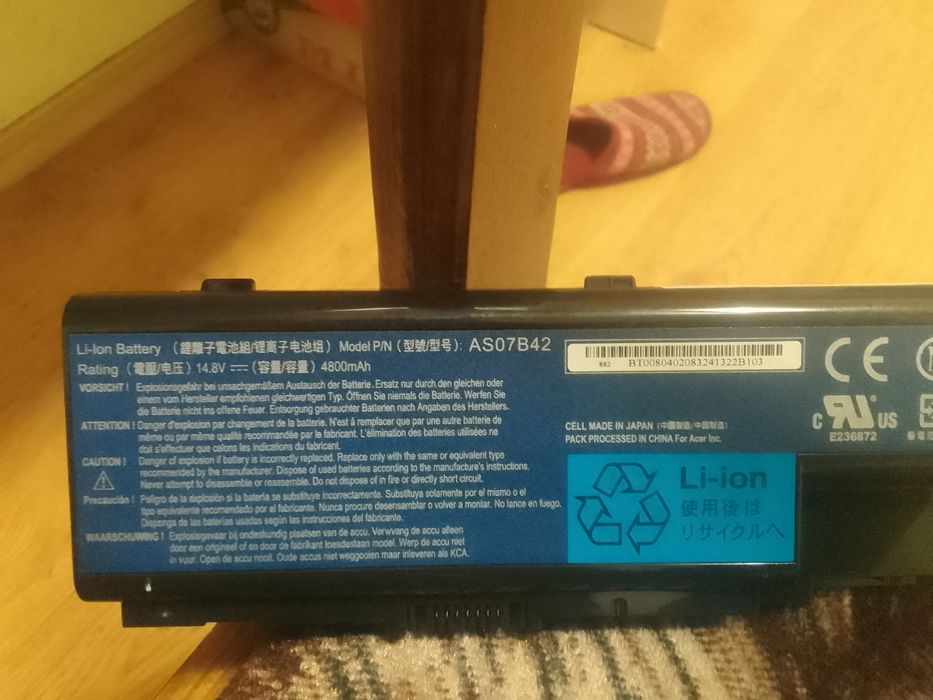 Li-Ion Battery （鋰離子電池組/锂离子电池组） Model P/N（型號/型号）: AS07B42
Rating（電壓/电压）14.8V ⎓（容量/容量）4800mAh
VORSICHT ! Explosionsgefahr bei unsachgemäßem Austausch der Batterie. Ersatz nur durch den gleichen oder
einem vom Hersteller empfohlenen gleichwertigen Typ. Öffnen Sie niemals die Batterie. Werfen Sie
die Batterie nicht ins offene Feuer. Entsorgung gebrauchter Batterien nach Angaben des Herstellers.
ATTENTION ! Danger d'explosion par changement de la batterie. N'est à remplacer que par une autre batterie de
même ou par même qualité recommandée par le fabricant. L'élimination des batteries utilisées ne
doit s'effectuer que selons les indications du fabricant.
CAUTION ! Danger of explosion if battery is incorrectly replaced. Replace only with the same or equivalent type
recommended by the manufacturer. Dispose of used batteries according to the manufacturer's instructions.
Never attempt to disassemble or reassemble. Do not dispose of in fire or directly short circuit.
Precaución ! Peligro de la explosión si la batería se substituye incorrectamente. Substituya solamente por el mismo o el
tipo equivalente recomendado por el fabricante. Nunca procure desensamblar o volver a montar. No lance en fuego.
Disponga de las baterías usadas según las instrucciones del fabricante.
WAARSCHUWING ! Explosiegevaar bij ondeskundig plaatsen van de accu. Verwvang de accu alleen
door een origineel of en door de fabrikant toesdestaan model. Werp de accu niet
in vuur. Open de accu nooit. Oude accus niet weggooien maar inleveren als KCA.
882 BT0080402083241322B103
CELL MADE IN JAPAN（中國製造/中国制造）
PACK PROCESSED IN CHINA For Acer Inc.
CE
c RU US
E236872
Li-ion
使用後は
リサイクルへ